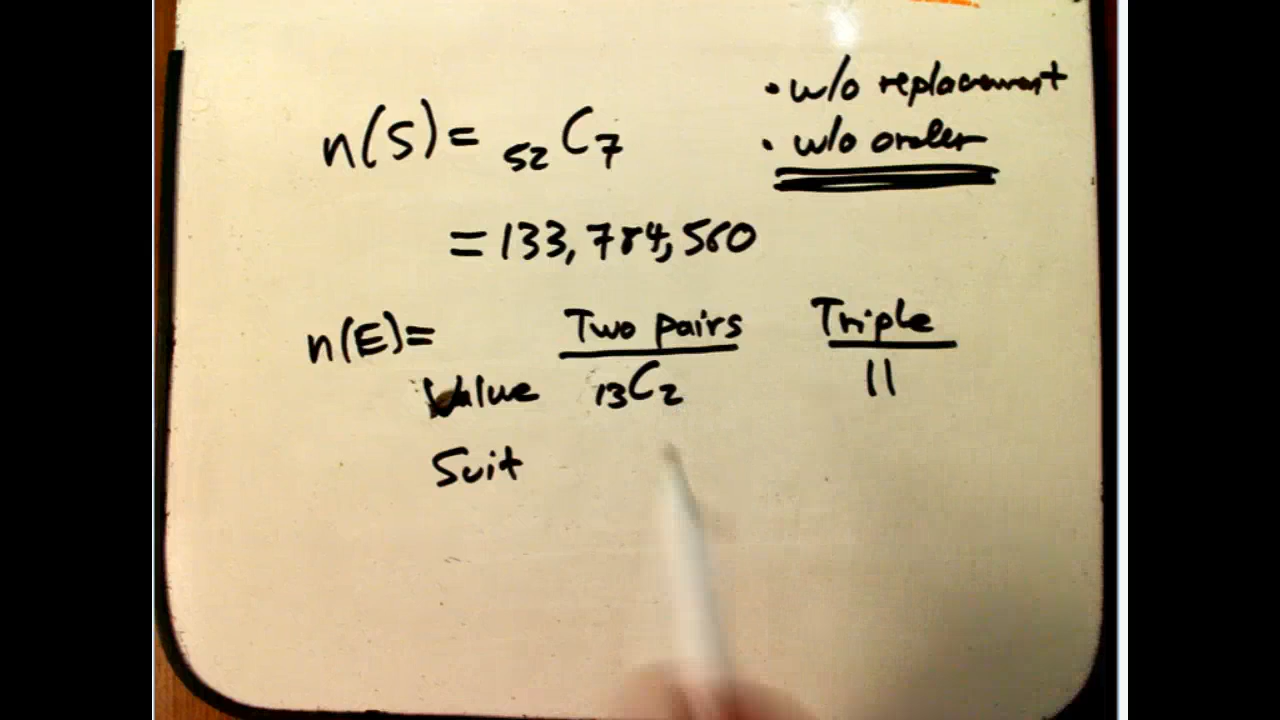 • w/o replacement
n(S) = ₅₂C₇
• w/o order
= 133,784,560
n(E) = Two pairs Triple
Value ₁₃C₂ 11
Suit